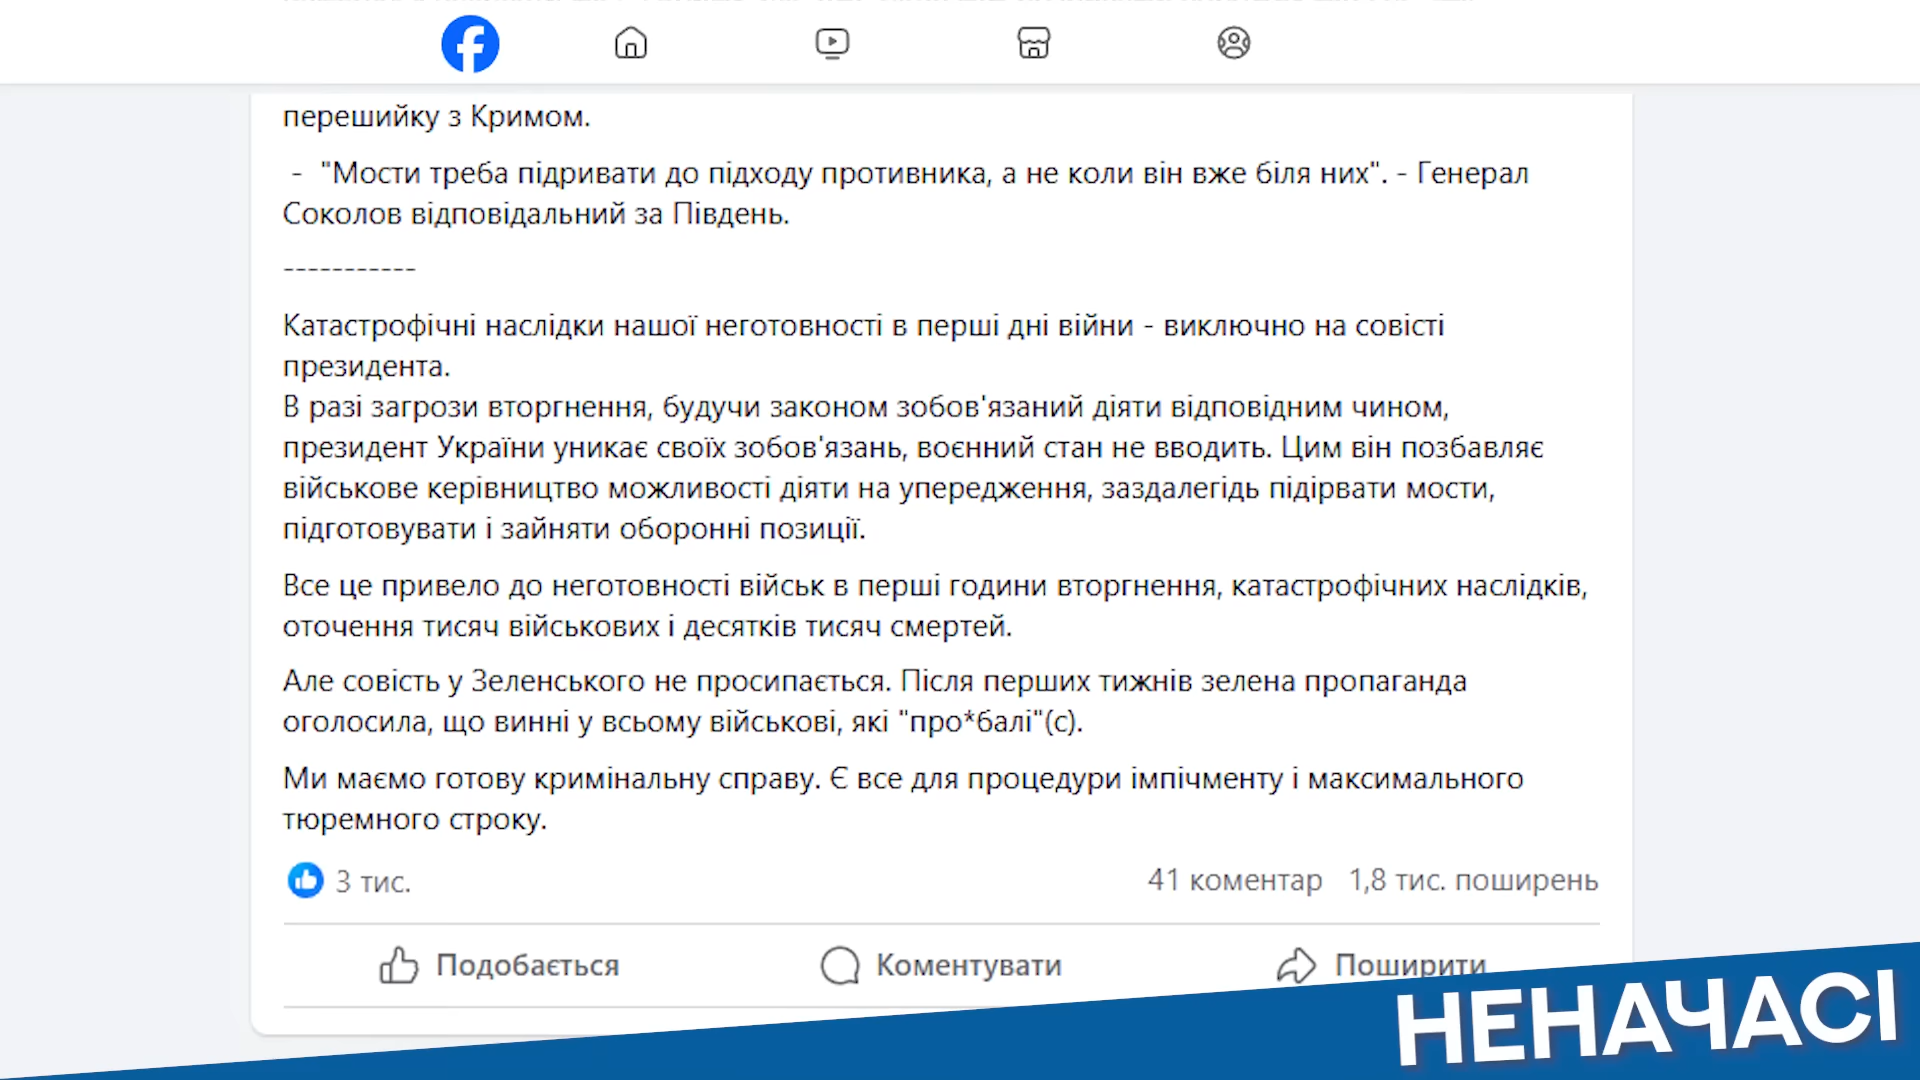 перешийку з Кримом.
- "Мости треба підривати до підходу противника, а не коли він вже біля них". - Генерал
Соколов відповідальний за Південь.
-----------
Катастрофічні наслідки нашої неготовності в перші дні війни - виключно на совісті
президента.
В разі загрози вторгнення, будучи законом зобов'язаний діяти відповідним чином,
президент України уникає своїх зобов'язань, воєнний стан не вводить. Цим він позбавляє
військове керівництво можливості діяти на упередження, заздалегідь підірвати мости,
підготовувати і зайняти оборонні позиції.
Все це привело до неготовності військ в перші години вторгнення, катастрофічних наслідків,
оточення тисяч військових і десятків тисяч смертей.
Але совість у Зеленського не просипається. Після перших тижнів зелена пропаганда
оголосила, що винні у всьому військові, які "про*балі"(с).
Ми маємо готову кримінальну справу. Є все для процедури імпічменту і максимального
тюремного строку.
3 тис. 41 коментар 1,8 тис. поширень
Подобається Коментувати Поширити
НЕНАЧАСІ